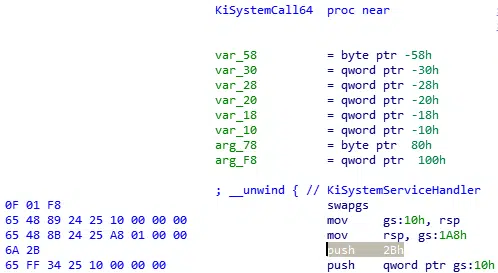 KiSystemCall64 proc near
var_58 = byte ptr -58h
var_30 = qword ptr -30h
var_28 = qword ptr -28h
var_20 = qword ptr -20h
var_18 = qword ptr -18h
var_10 = qword ptr -10h
arg_78 = byte ptr 80h
arg_F8 = qword ptr 100h
; __unwind { // KiSystemServiceHandler
0F 01 F8 swapgs
65 48 89 24 25 10 00 00 00 mov gs:10h, rsp
65 48 8B 24 25 A8 01 00 00 mov rsp, gs:1A8h
6A 2B push 2Bh
65 FF 34 25 10 00 00 00 push qword ptr gs:10h